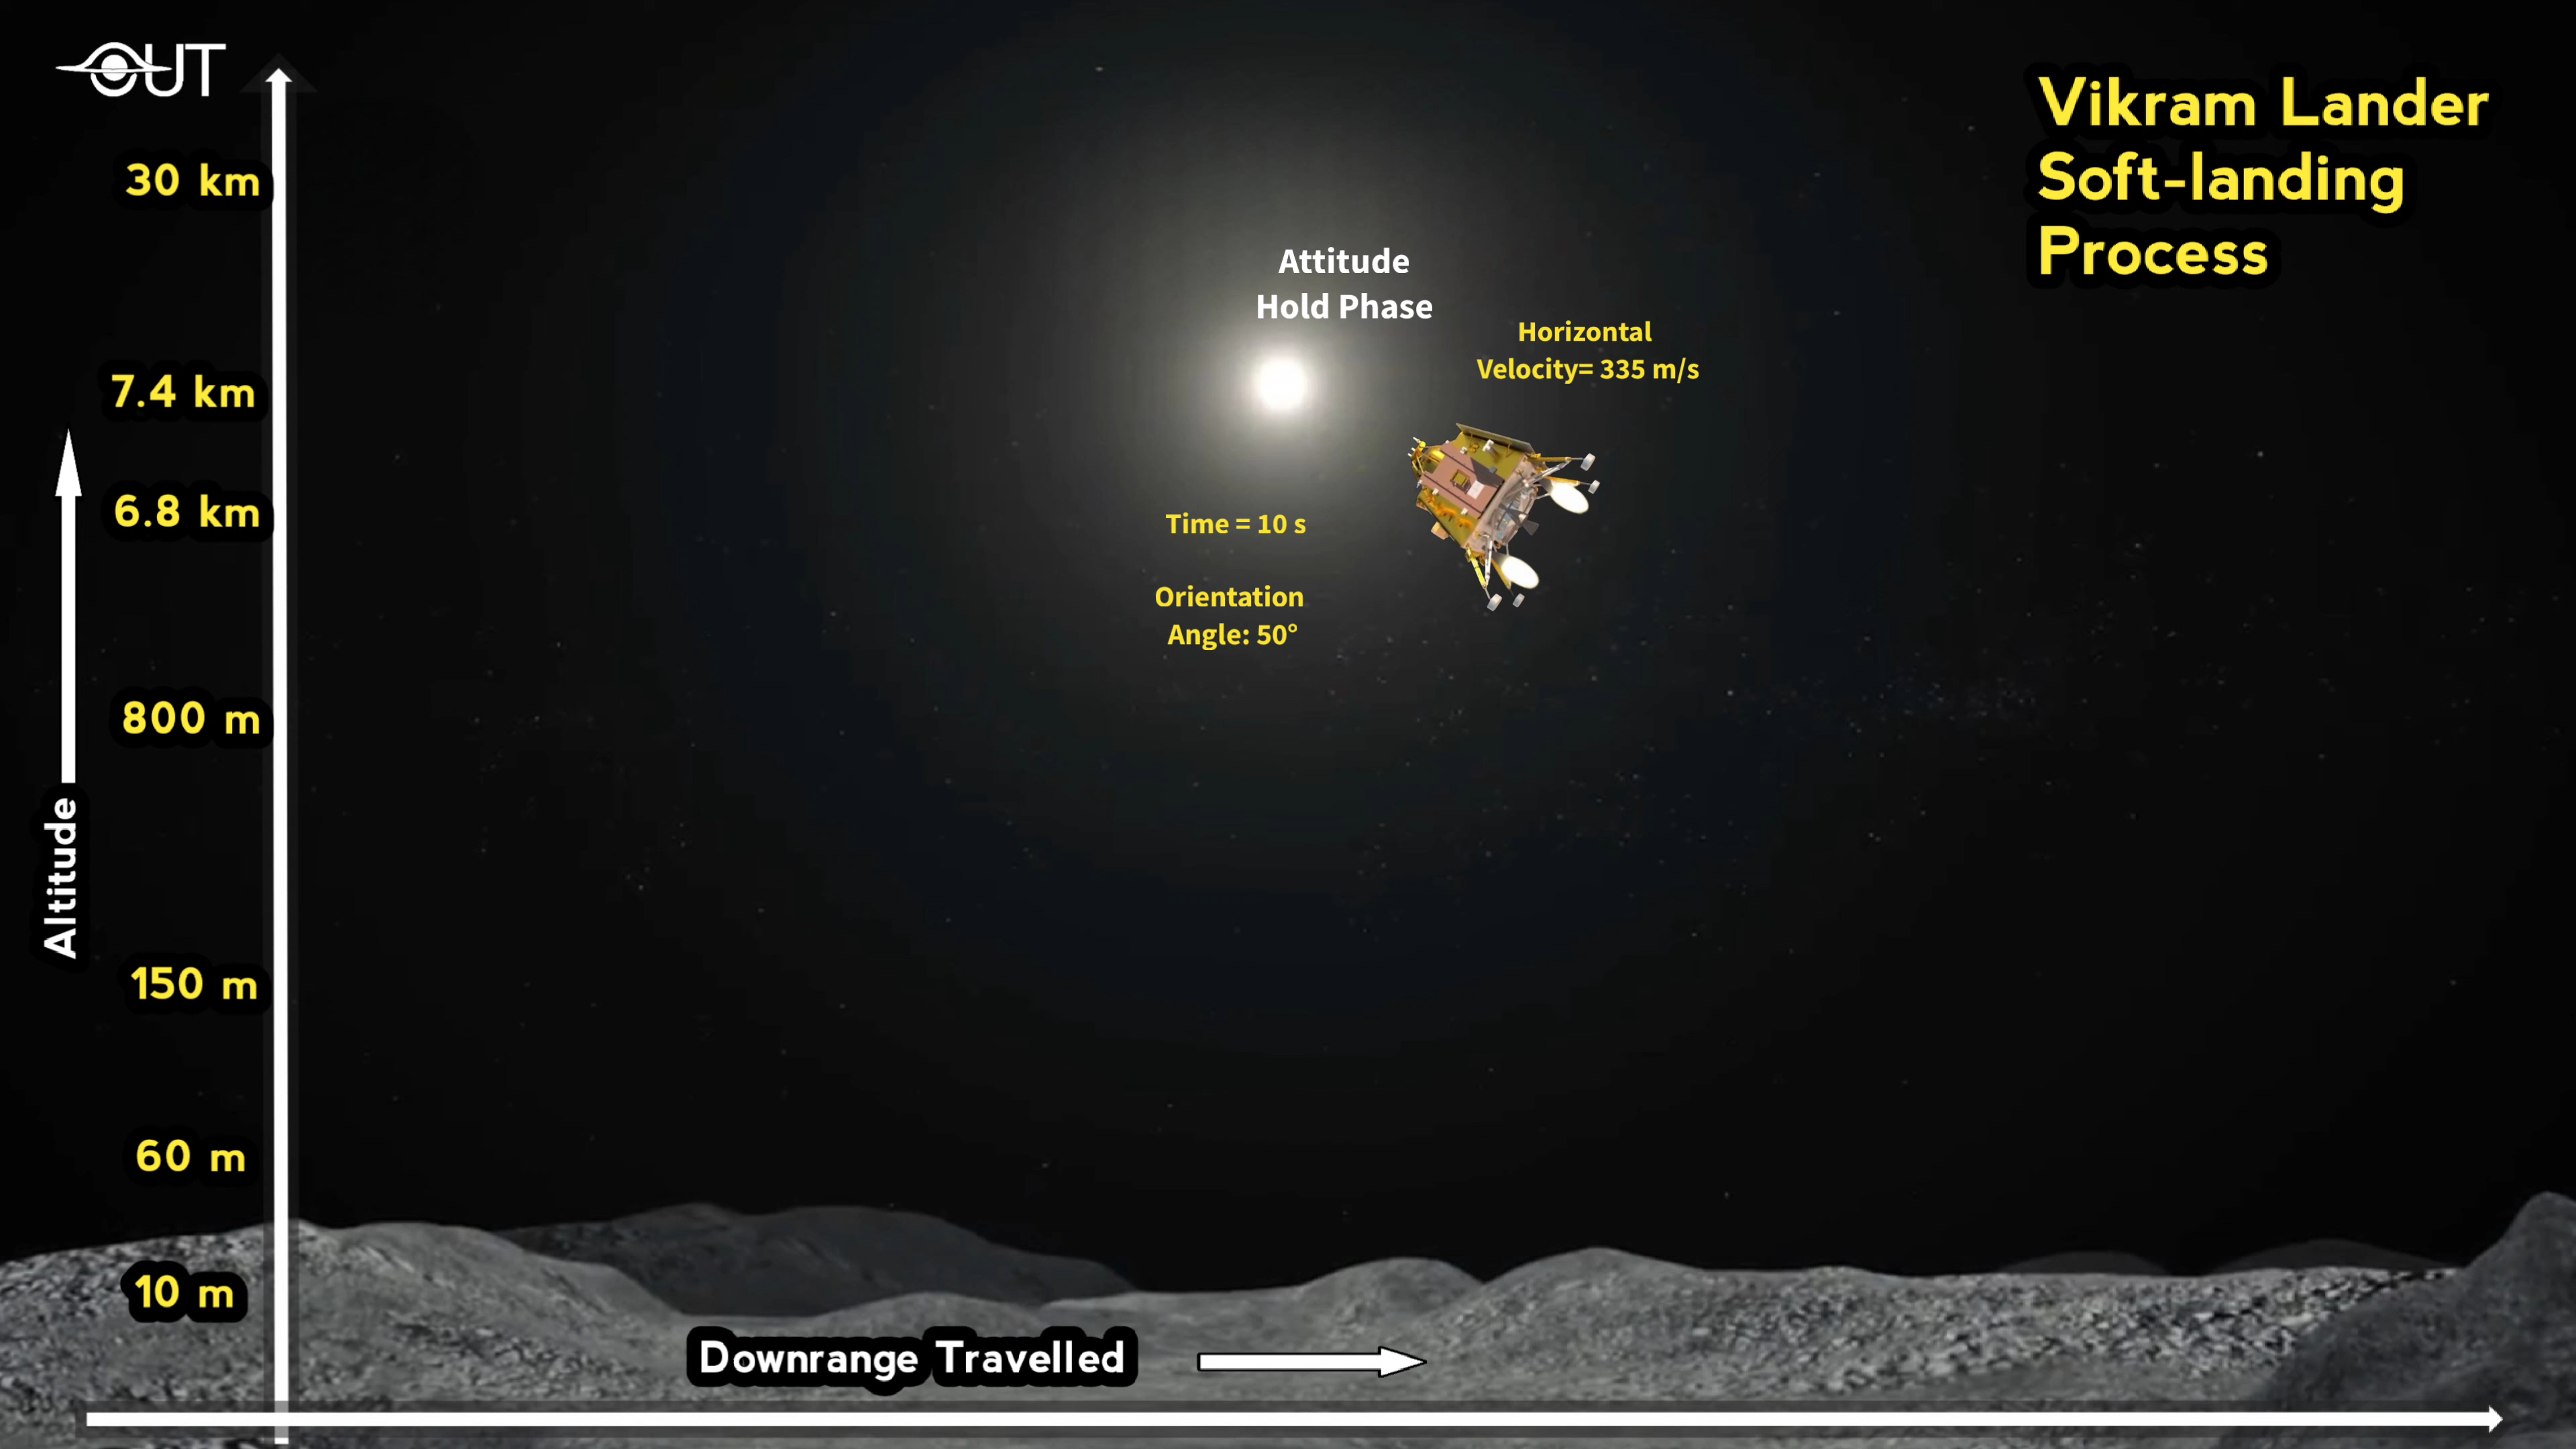 OUT
Vikram Lander
Soft-landing
Process
30 km
7.4 km
6.8 km
800 m
150 m
60 m
10 m
Altitude
Attitude
Hold Phase
Horizontal
Velocity= 335 m/s
Time = 10 s
Orientation
Angle: 50°
Downrange Travelled